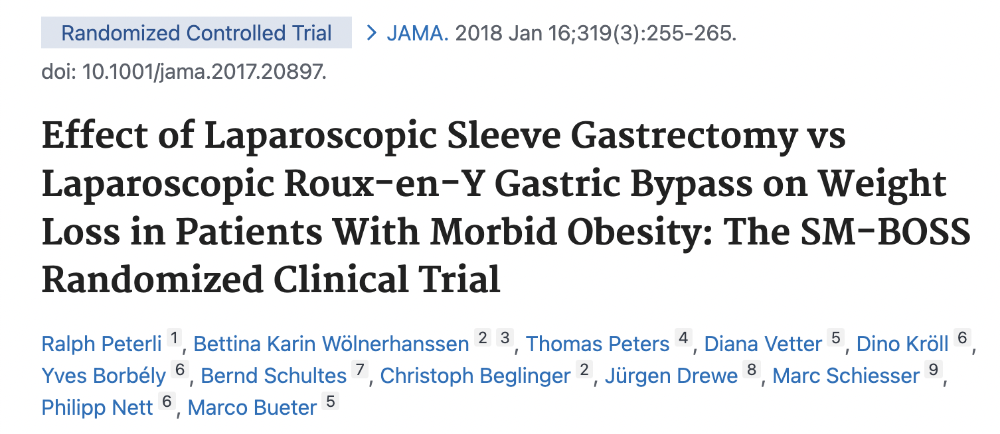 Randomized Controlled Trial > JAMA. 2018 Jan 16;319(3):255-265.
doi: 10.1001/jama.2017.20897.
Effect of Laparoscopic Sleeve Gastrectomy vs
Laparoscopic Roux-en-Y Gastric Bypass on Weight
Loss in Patients With Morbid Obesity: The SM-BOSS
Randomized Clinical Trial
Ralph Peterli 1, Bettina Karin Wölnerhanssen 2 3, Thomas Peters 4, Diana Vetter 5, Dino Kröll 6,
Yves Borbély 6, Bernd Schultes 7, Christoph Beglinger 2, Jürgen Drewe 8, Marc Schiesser 9,
Philipp Nett 6, Marco Bueter 5